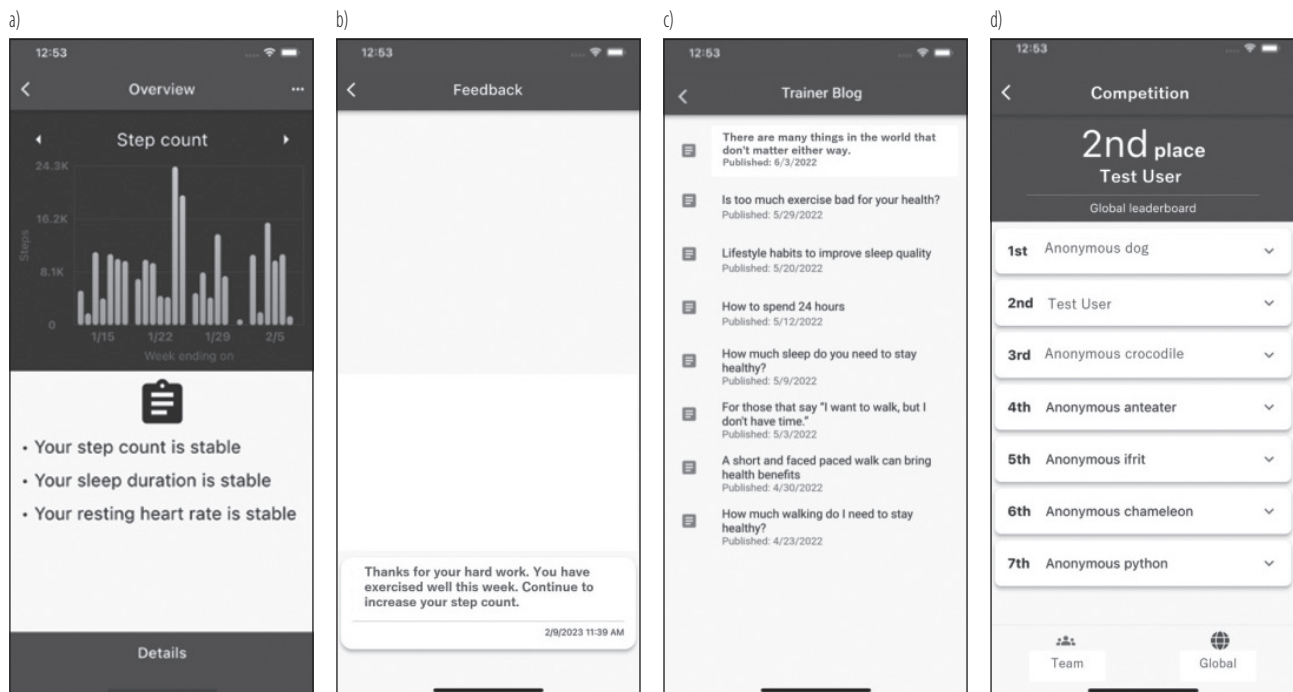 a)
12:53
Overview
Step count
24.3K
16.2K
8.1K
0
Steps
1/15 1/22 1/29 2/5
Week ending on
• Your step count is stable
• Your sleep duration is stable
• Your resting heart rate is stable
Details
b)
12:53
Feedback
Thanks for your hard work. You have
exercised well this week. Continue to
increase your step count.
2/9/2023 11:39 AM
c)
12:53
Trainer Blog
There are many things in the world that
don't matter either way.
Published: 6/3/2022
Is too much exercise bad for your health?
Published: 5/29/2022
Lifestyle habits to improve sleep quality
Published: 5/20/2022
How to spend 24 hours
Published: 5/12/2022
How much sleep do you need to stay
healthy?
Published: 5/9/2022
For those that say "I want to walk, but I
don't have time."
Published: 5/3/2022
A short and faced paced walk can bring
health benefits
Published: 4/30/2022
How much walking do I need to stay
healthy?
Published: 4/23/2022
d)
12:53
Competition
2nd place
Test User
Global leaderboard
1st Anonymous dog
2nd Test User
3rd Anonymous crocodile
4th Anonymous anteater
5th Anonymous ifrit
6th Anonymous chameleon
7th Anonymous python
Team Global